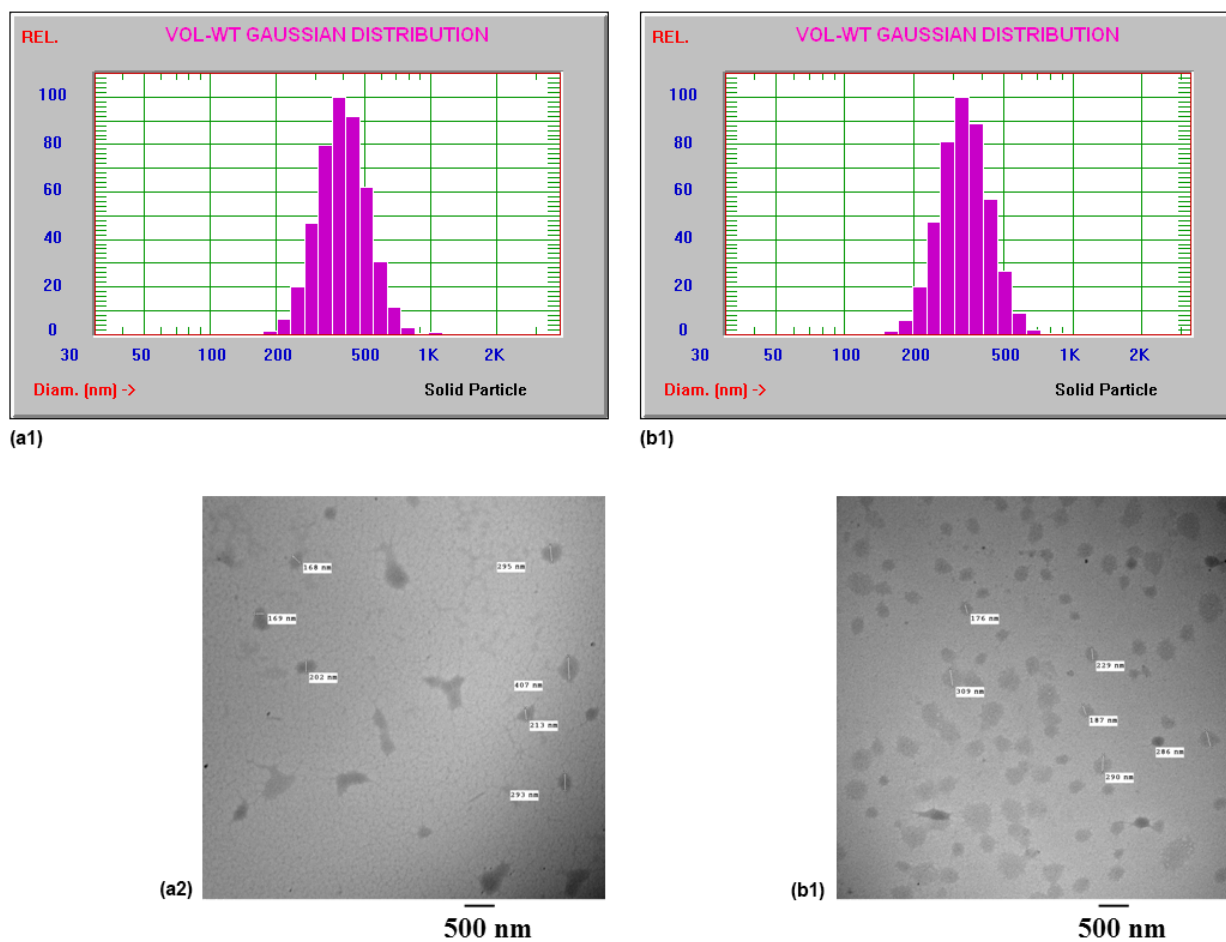 REL. VOL-WT GAUSSIAN DISTRIBUTION
100
80
60
40
20
0
30 50 100 200 500 1K 2K
Diam. (nm) -> Solid Particle
(a1)
REL. VOL-WT GAUSSIAN DISTRIBUTION
100
80
60
40
20
0
30 50 100 200 500 1K 2K
Diam. (nm) -> Solid Particle
(b1)
168 nm
295 nm
169 nm
202 nm
407 nm
213 nm
293 nm
(a2)
500 nm
176 nm
229 nm
309 nm
187 nm
286 nm
290 nm
(b1)
500 nm